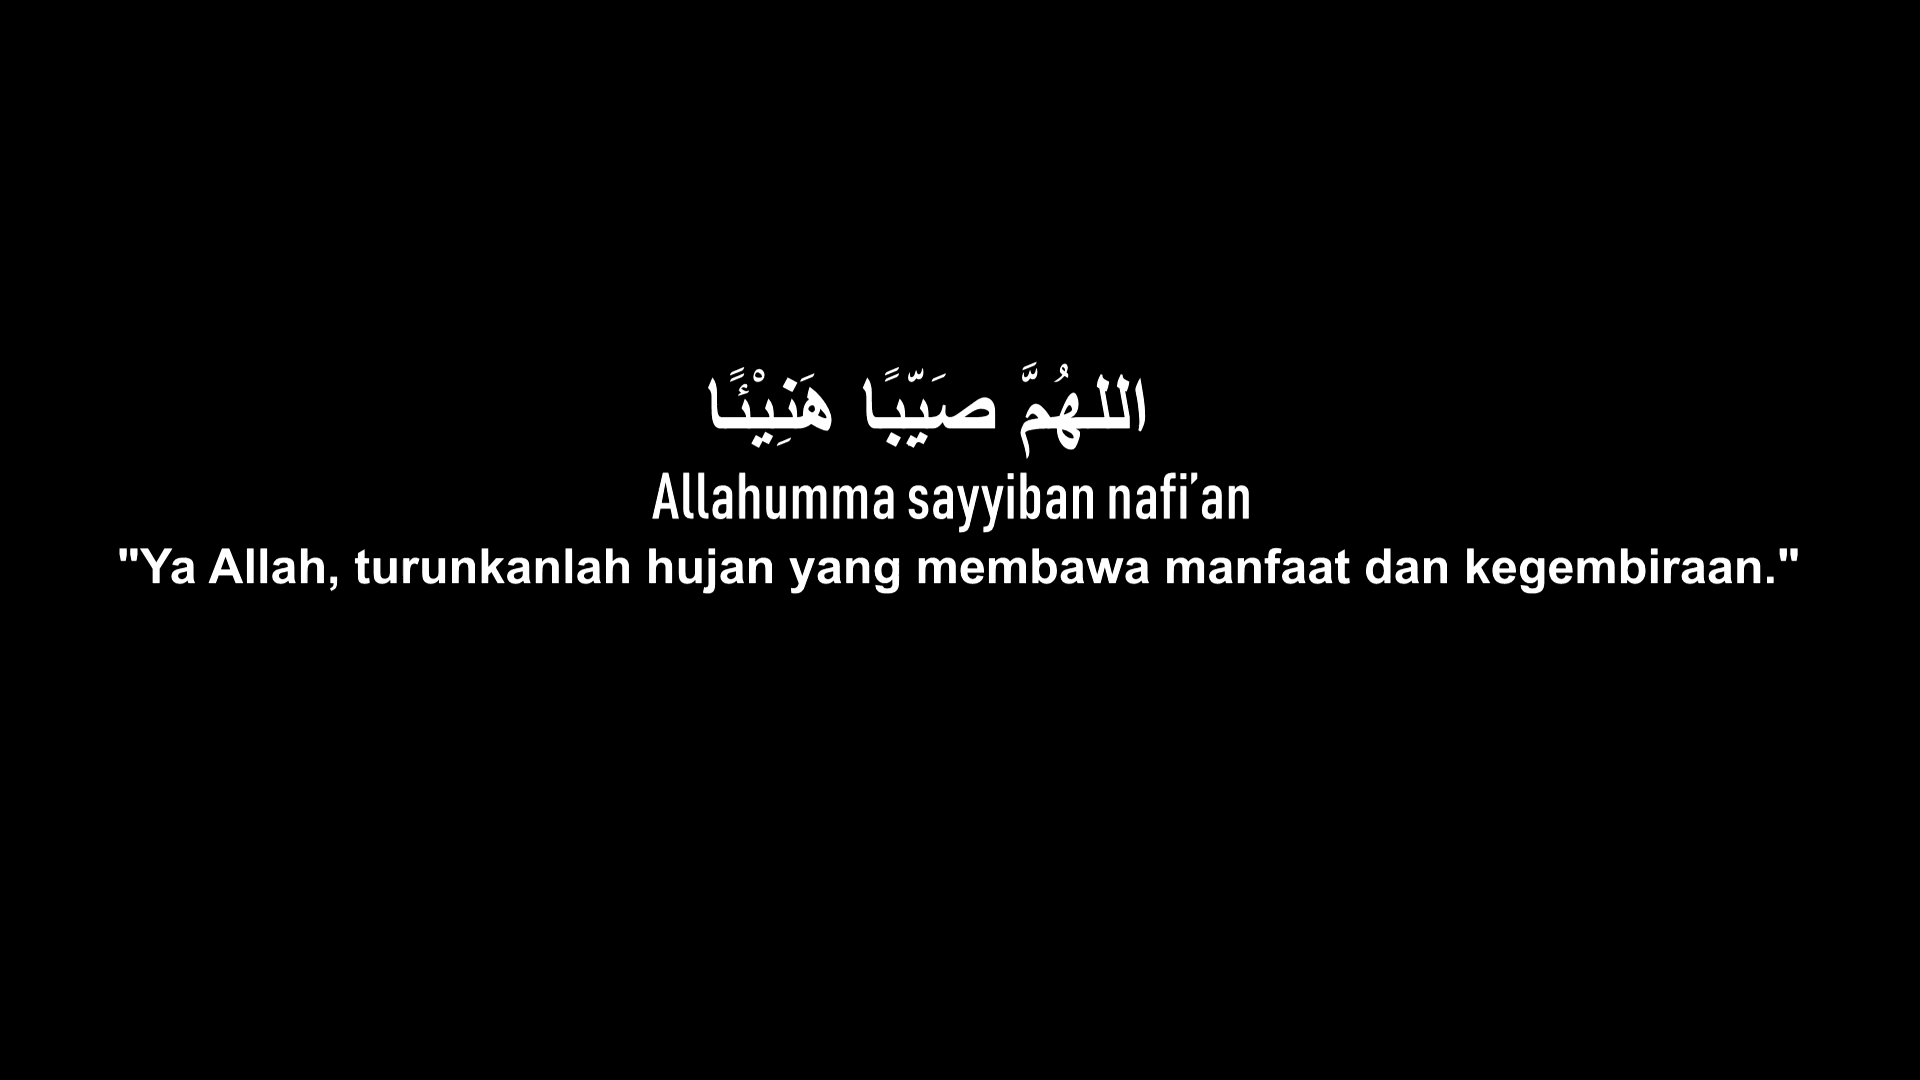 اللهُمَّ صَيّبًا هَنِيْئًا
Allahumma sayyiban nafi’an
"Ya Allah, turunkanlah hujan yang membawa manfaat dan kegembiraan."